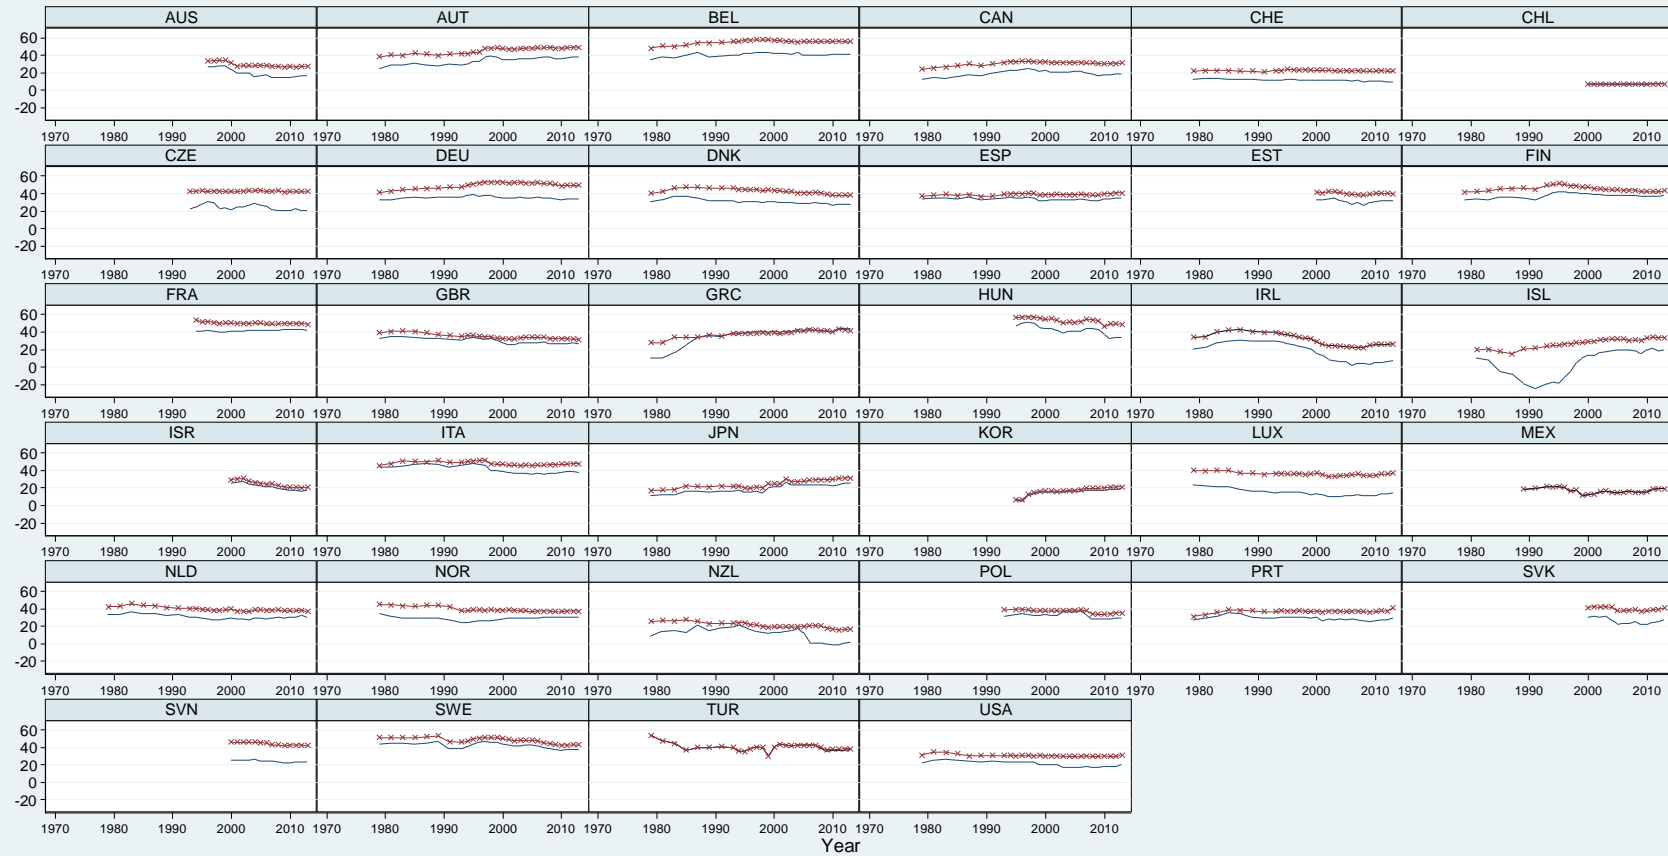 AUS AUT BEL CAN CHE CHL
60
40
20
0
-20
1970 1980 1990 2000 2010 1970 1980 1990 2000 2010 1970 1980 1990 2000 2010 1970 1980 1990 2000 2010 1970 1980 1990 2000 2010 1970 1980 1990 2000 2010
CZE DEU DNK ESP EST FIN
60
40
20
0
-20
1970 1980 1990 2000 2010 1970 1980 1990 2000 2010 1970 1980 1990 2000 2010 1970 1980 1990 2000 2010 1970 1980 1990 2000 2010 1970 1980 1990 2000 2010
FRA GBR GRC HUN IRL ISL
60
40
20
0
-20
1970 1980 1990 2000 2010 1970 1980 1990 2000 2010 1970 1980 1990 2000 2010 1970 1980 1990 2000 2010 1970 1980 1990 2000 2010 1970 1980 1990 2000 2010
ISR ITA JPN KOR LUX MEX
60
40
20
0
-20
1970 1980 1990 2000 2010 1970 1980 1990 2000 2010 1970 1980 1990 2000 2010 1970 1980 1990 2000 2010 1970 1980 1990 2000 2010 1970 1980 1990 2000 2010
NLD NOR NZL POL PRT SVK
60
40
20
0
-20
1970 1980 1990 2000 2010 1970 1980 1990 2000 2010 1970 1980 1990 2000 2010 1970 1980 1990 2000 2010 1970 1980 1990 2000 2010 1970 1980 1990 2000 2010
SVN SWE TUR USA
60
40
20
0
-20
1970 1980 1990 2000 2010 1970 1980 1990 2000 2010 1970 1980 1990 2000 2010 1970 1980 1990 2000 2010
Year